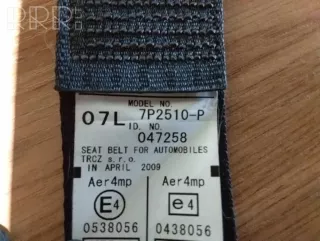 RRR
MODEL NO.
07L 7P2510-P
ID. NO.
047258
SEAT BELT FOR AUTOMOBILES
TRCZ s.r.o.
IN APRIL 2009
Aer4mp Aer4mp
E4 e4
0538056 0438056